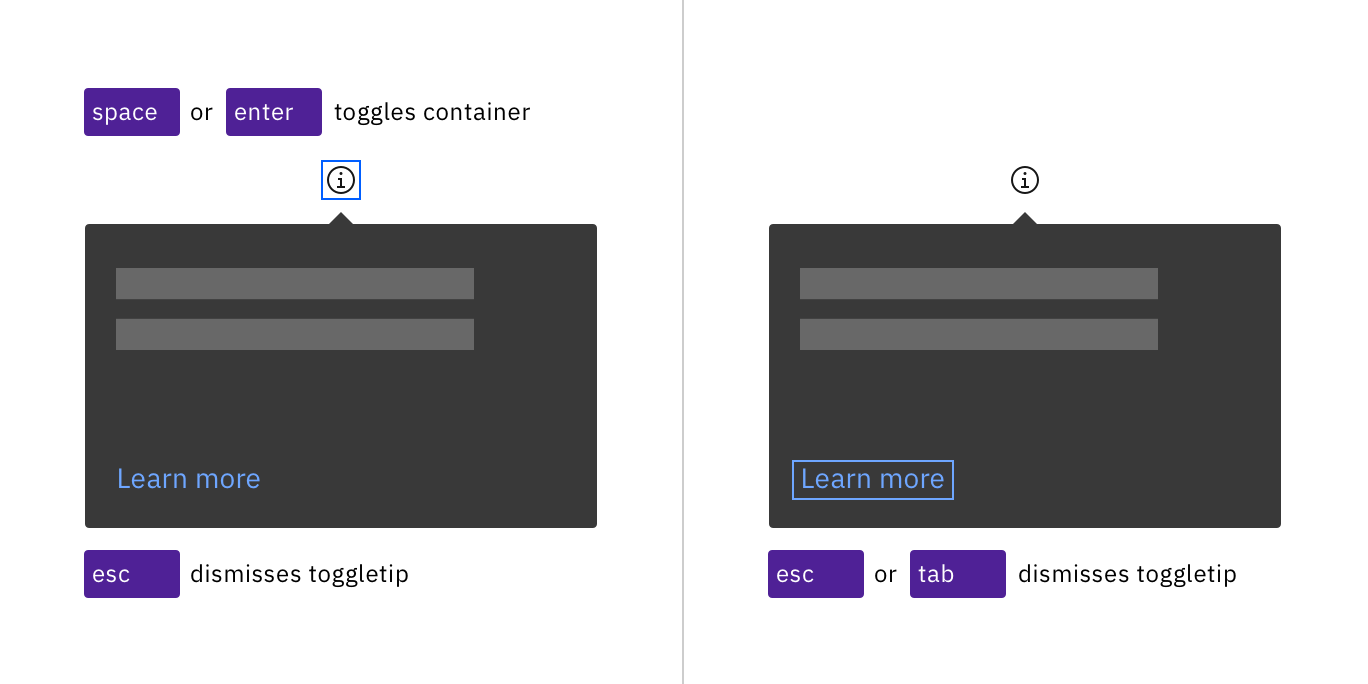 space or enter toggles container
i
Learn more
esc dismisses toggletip
i
Learn more
esc or tab dismisses toggletip